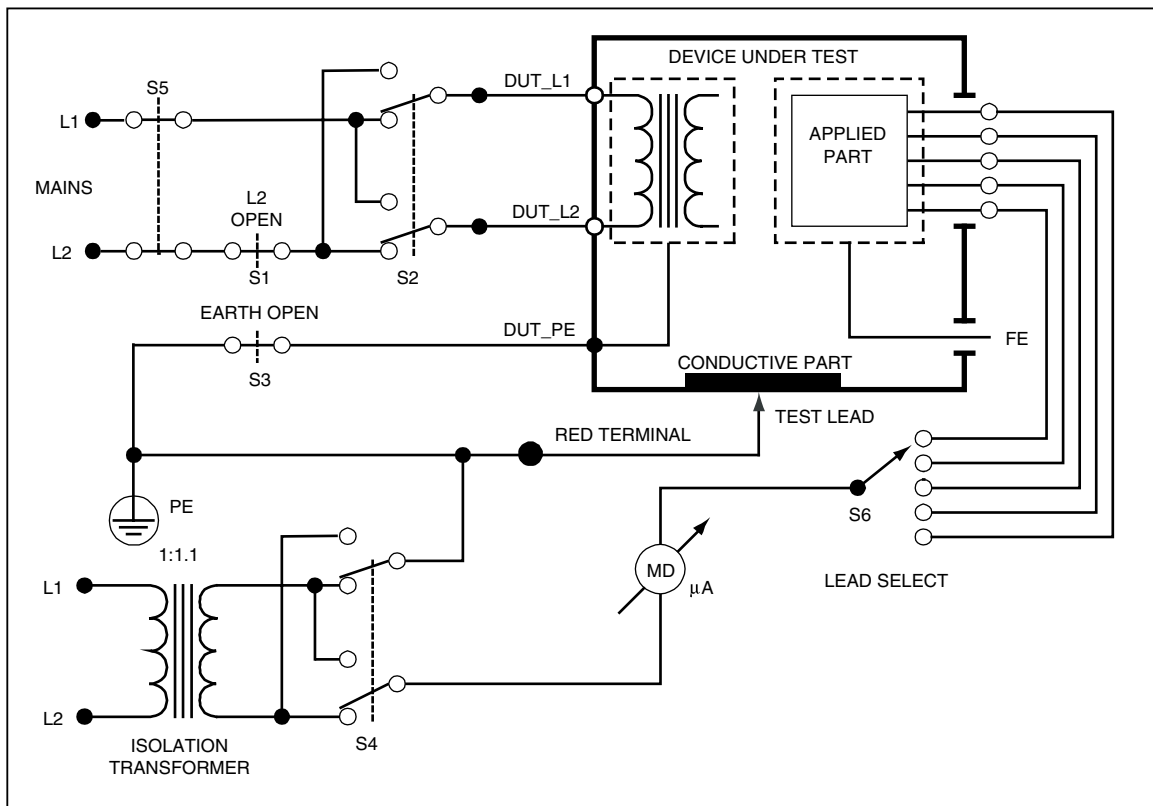 DEVICE UNDER TEST
S5
DUT_L1
L1
APPLIED
PART
MAINS
L2
OPEN
DUT_L2
L2
S1
S2
EARTH OPEN
DUT_PE
FE
S3
CONDUCTIVE PART
TEST LEAD
RED TERMINAL
PE
S6
1:1.1
MD
L1
µA
LEAD SELECT
L2
S4
ISOLATION
TRANSFORMER